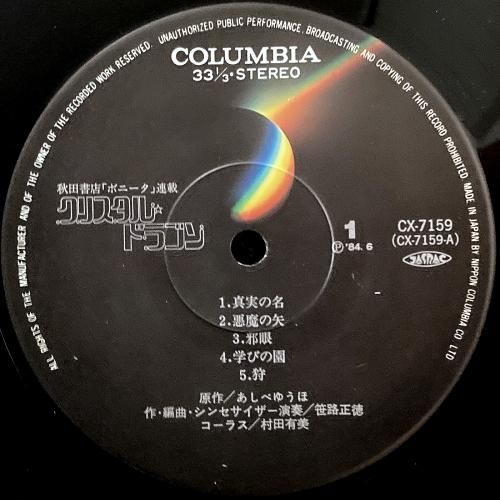 ALL RIGHTS OF THE MANUFACTURER AND OF THE OWNER OF THE RECORDED WORK RESERVED. UNAUTHORIZED PUBLIC PERFORMANCE, BROADCASTING AND COPYING OF THIS RECORD PROHIBITED. MADE IN JAPAN BY NIPPON COLUMBIA CO LTD
COLUMBIA
33 1/3・STEREO
秋田書店「ボニータ」連載
クリスタル☆
ドラゴン
1
Ⓟ'84. 6
CX-7159
(CX-7159-A)
JASRAC
1.真実の名
2.悪魔の矢
3.邪眼
4.学びの園
5.狩
原作/あしべゆうほ
作・編曲・シンセサイザー演奏/笹路正徳
コーラス/村田有美